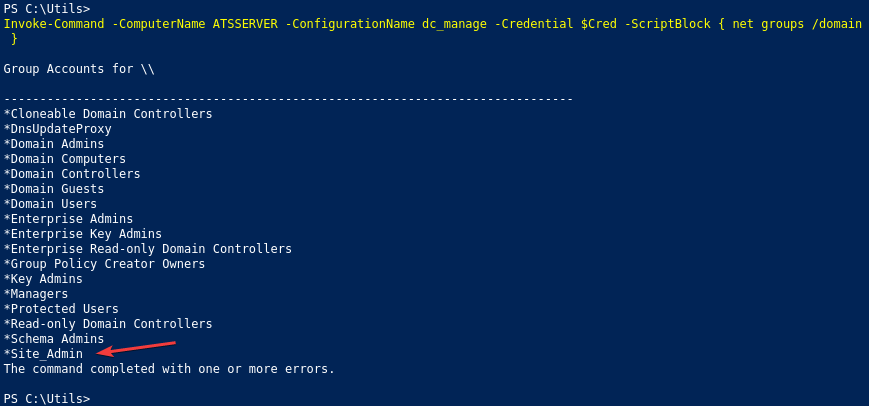 PS C:\Utils>
Invoke-Command -ComputerName ATSSERVER -ConfigurationName dc_manage -Credential $Cred -ScriptBlock { net groups /domain
 }
Group Accounts for \\
-------------------------------------------------------------------------------
*Cloneable Domain Controllers
*DnsUpdateProxy
*Domain Admins
*Domain Computers
*Domain Controllers
*Domain Guests
*Domain Users
*Enterprise Admins
*Enterprise Key Admins
*Enterprise Read-only Domain Controllers
*Group Policy Creator Owners
*Key Admins
*Managers
*Protected Users
*Read-only Domain Controllers
*Schema Admins
*Site_Admin
The command completed with one or more errors.
PS C:\Utils>